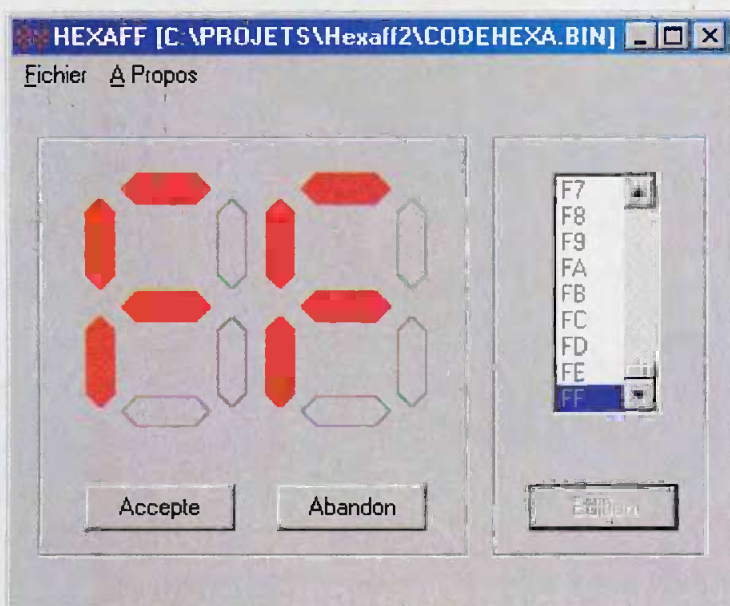 HEXAFF [C:\PROJETS\Hexaff2\CODEHEXA.BIN]
Fichier A Propos
F7
F8
F9
FA
FB
FC
FD
FE
FF
Accepte Abandon